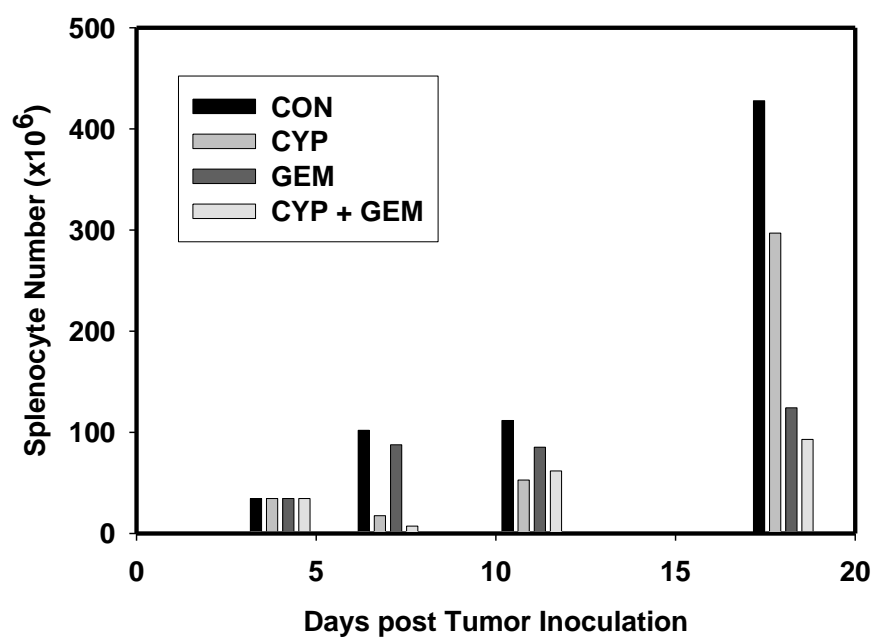 500
400
300
200
100
0
Splenocyte Number (x10⁶)
CON
CYP
GEM
CYP + GEM
0 5 10 15 20
Days post Tumor Inoculation